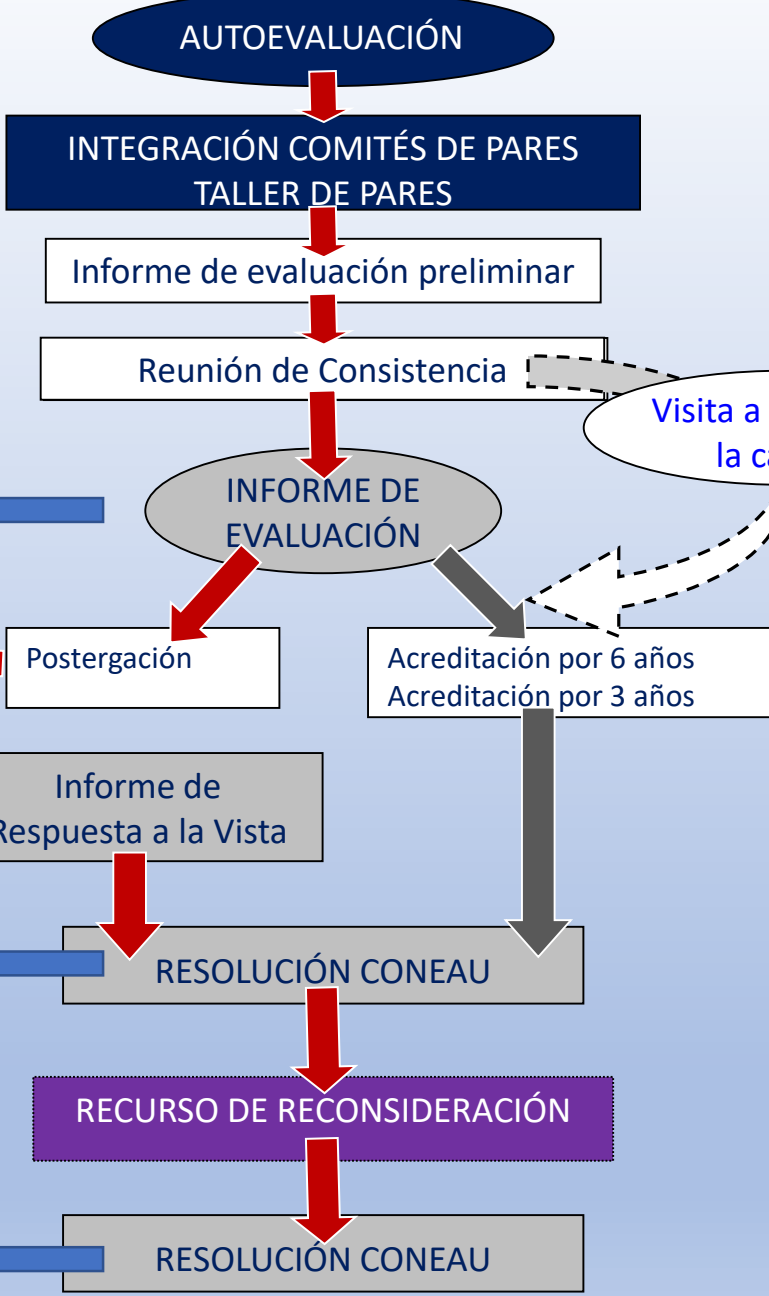 AUTOEVALUACIÓN
INTEGRACIÓN COMITÉS DE PARES
TALLER DE PARES
Informe de evaluación preliminar
Reunión de Consistencia
Visita a
la
INFORME DE
EVALUACIÓN
Postergación
Acreditación por 6 años
Acreditación por 3 años
Informe de
Respuesta a la Vista
RESOLUCIÓN CONEAU
RECURSO DE RECONSIDERACIÓN
RESOLUCIÓN CONEAU